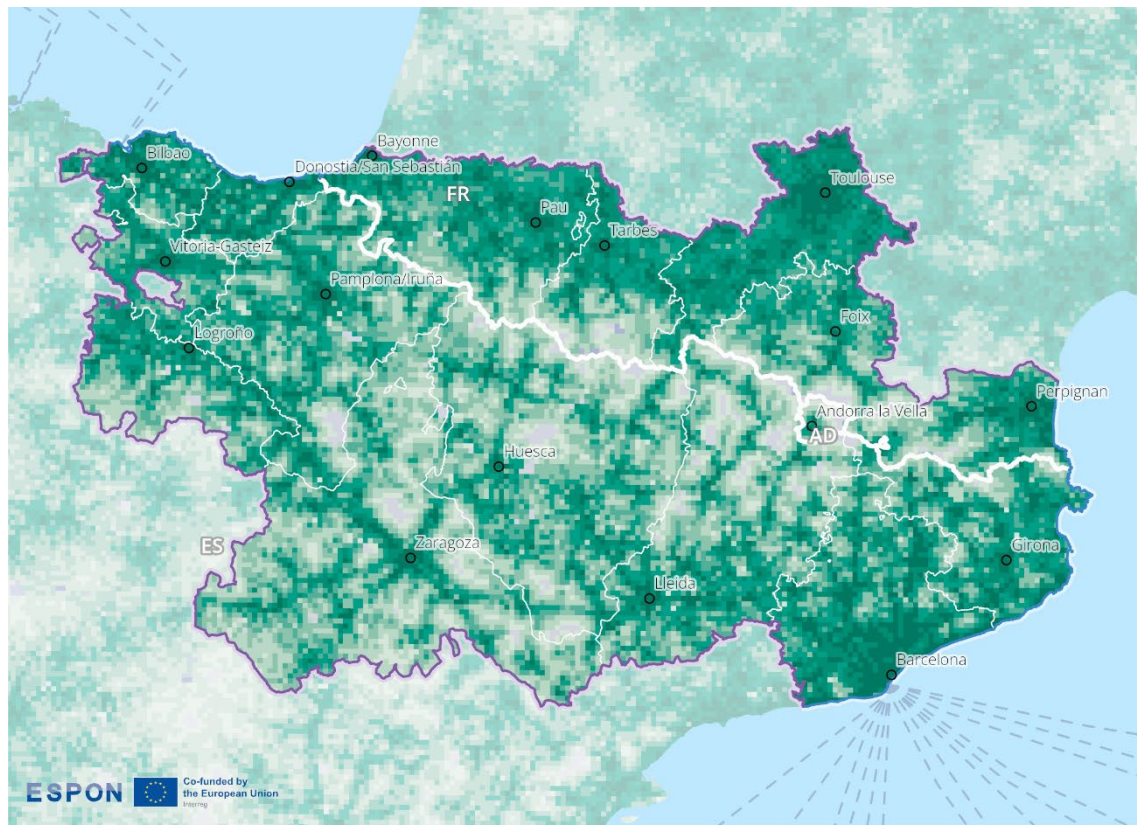 Bayonne
Bilbao
Donostia/San Sebastián
FR
Toulouse
Pau
Tarbes
Vitoria-Gasteiz
Pamplona/Iruña
Foix
Logroño
Perpignan
Andorra la Vella
AD
Huesca
ES
Zaragoza
Girona
Lleida
Barcelona
ESPON
Co-funded by
the European Union
Interreg